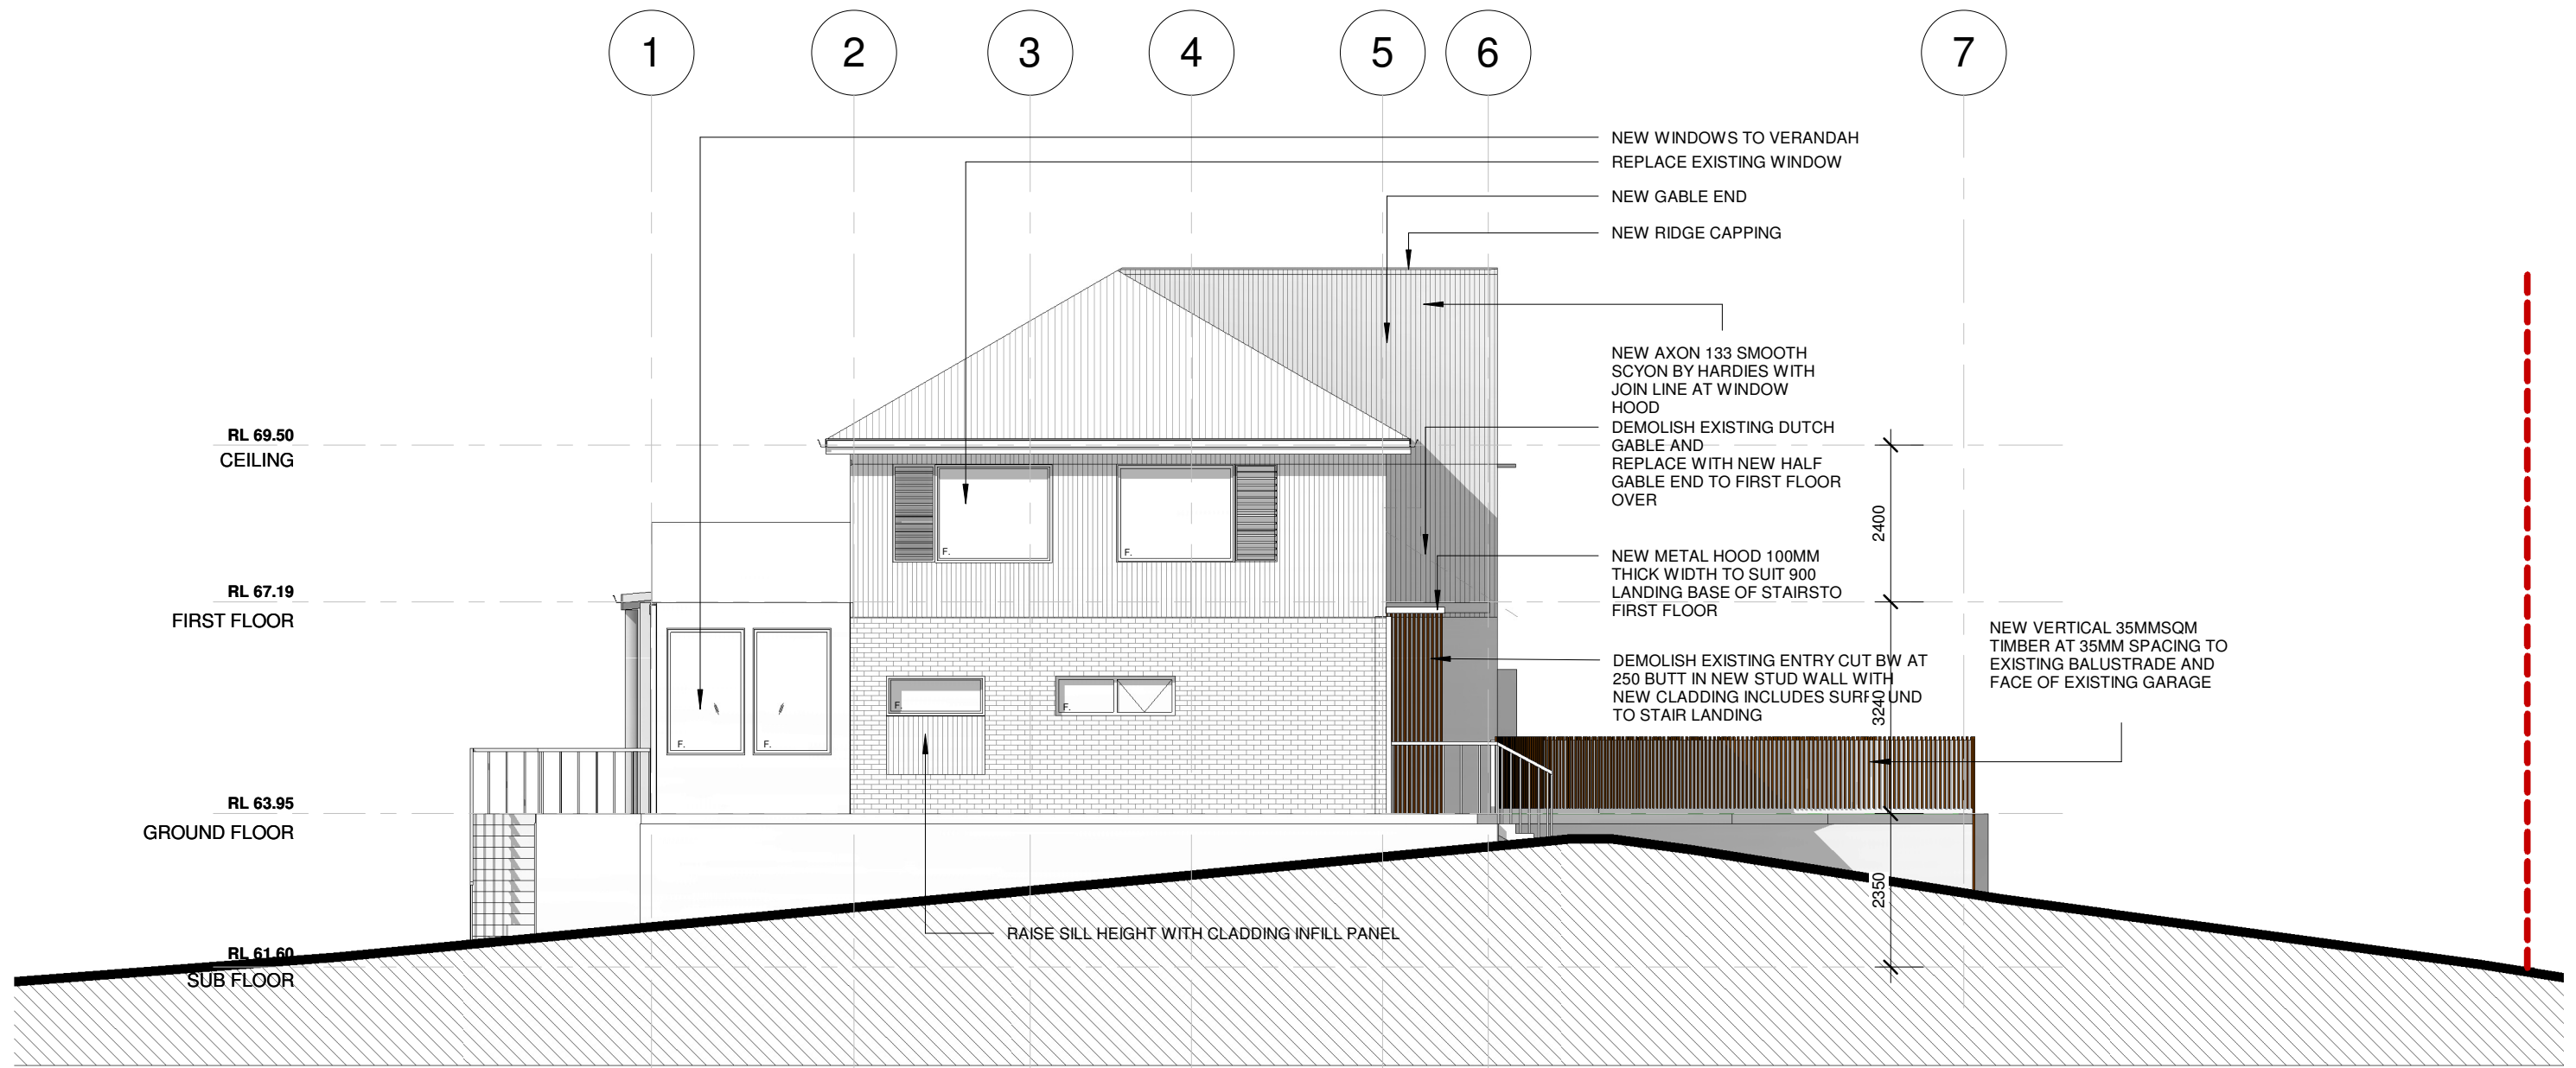 1 2 3 4 5 6 7
NEW WINDOWS TO VERANDAH
REPLACE EXISTING WINDOW
NEW GABLE END
NEW RIDGE CAPPING
NEW AXON 133 SMOOTH
SCYON BY HARDIES WITH
JOIN LINE AT WINDOW
HOOD
DEMOLISH EXISTING DUTCH
GABLE AND
REPLACE WITH NEW HALF
GABLE END TO FIRST FLOOR
OVER
RL 69.50
CEILING
2400
F.
F.
NEW METAL HOOD 100MM
THICK WIDTH TO SUIT 900
LANDING BASE OF STAIRSTO
FIRST FLOOR
RL 67.19
FIRST FLOOR
NEW VERTICAL 35MMSQM
TIMBER AT 35MM SPACING TO
EXISTING BALUSTRADE AND
FACE OF EXISTING GARAGE
DEMOLISH EXISTING ENTRY CUT BW AT
250 BUTT IN NEW STUD WALL WITH
NEW CLADDING INCLUDES SURROUND
TO STAIR LANDING
3240
F.
F.
F.
F.
RL 63.95
GROUND FLOOR
2350
RAISE SILL HEIGHT WITH CLADDING INFILL PANEL
RL 61.60
SUB FLOOR